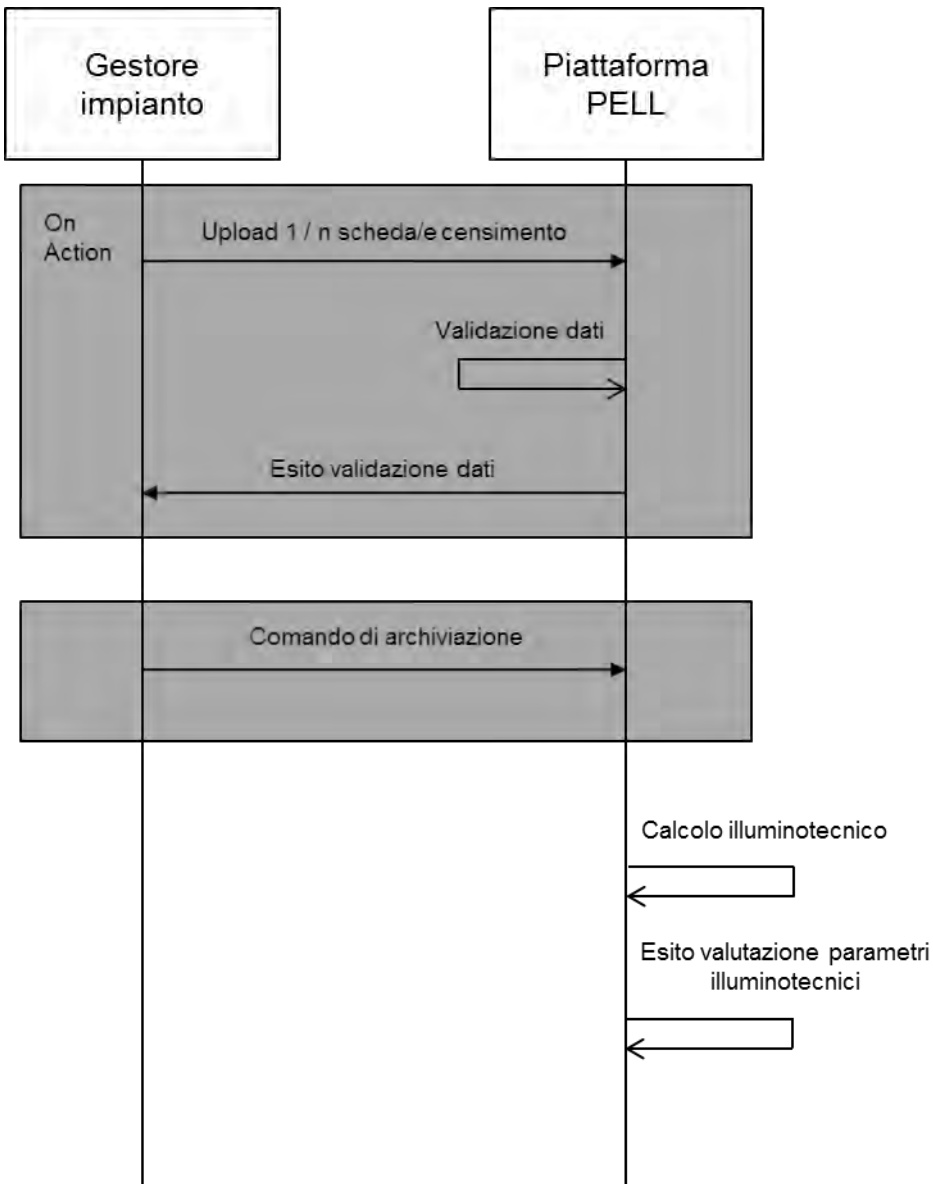 Gestore
impianto
Piattaforma
PELL
On
Action
Upload 1 / n scheda/e censimento
Validazione dati
Esito validazione dati
Comando di archiviazione
Calcolo illuminotecnico
Esito valutazione parametri
illuminotecnici